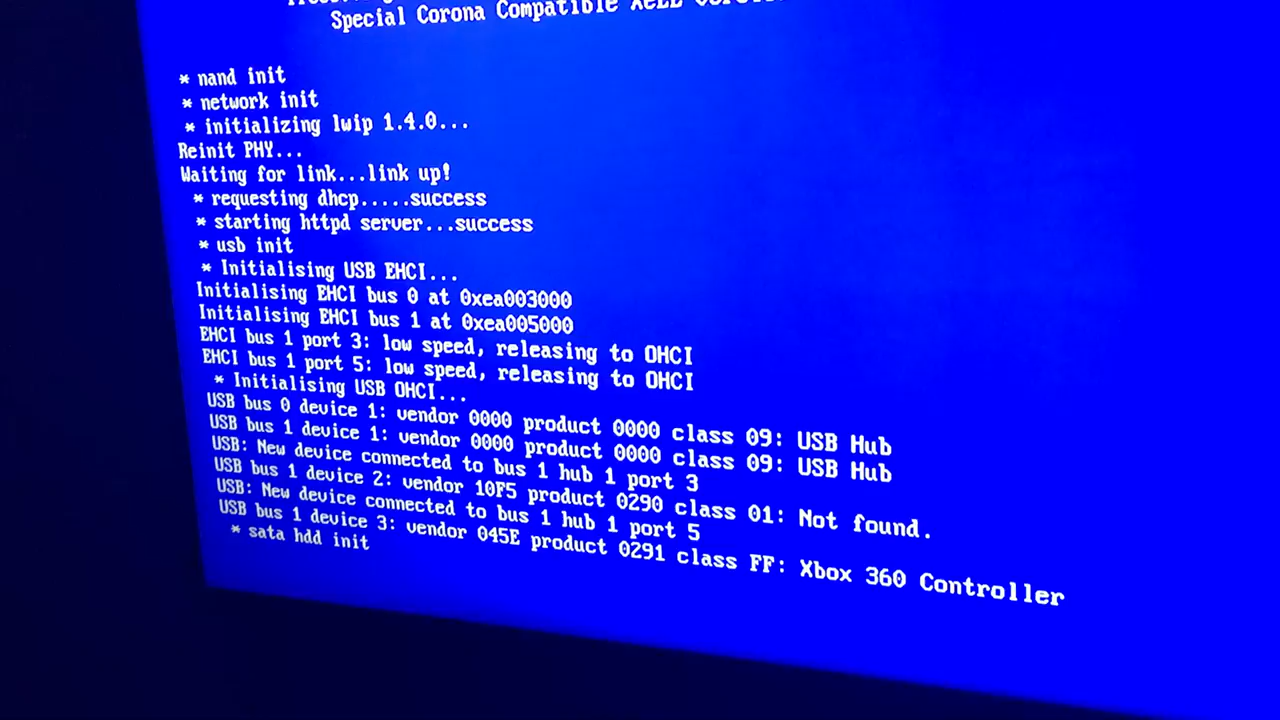 Special Corona Compatible XeLL
* nand init
* network init
* initializing lwip 1.4.0...
Reinit PHY...
Waiting for link...link up!
* requesting dhcp.....success
* starting httpd server...success
* usb init
* Initialising USB EHCI...
Initialising EHCI bus 0 at 0xea003000
Initialising EHCI bus 1 at 0xea005000
EHCI bus 1 port 3: low speed, releasing to OHCI
EHCI bus 1 port 5: low speed, releasing to OHCI
* Initialising USB OHCI...
USB bus 0 device 1: vendor 0000 product 0000 class 09: USB Hub
USB bus 1 device 1: vendor 0000 product 0000 class 09: USB Hub
USB: New device connected to bus 1 hub 1 port 3
USB bus 1 device 2: vendor 10F5 product 0290 class 01: Not found.
USB: New device connected to bus 1 hub 1 port 5
USB bus 1 device 3: vendor 045E product 0291 class FF: Xbox 360 Controller
* sata hdd init